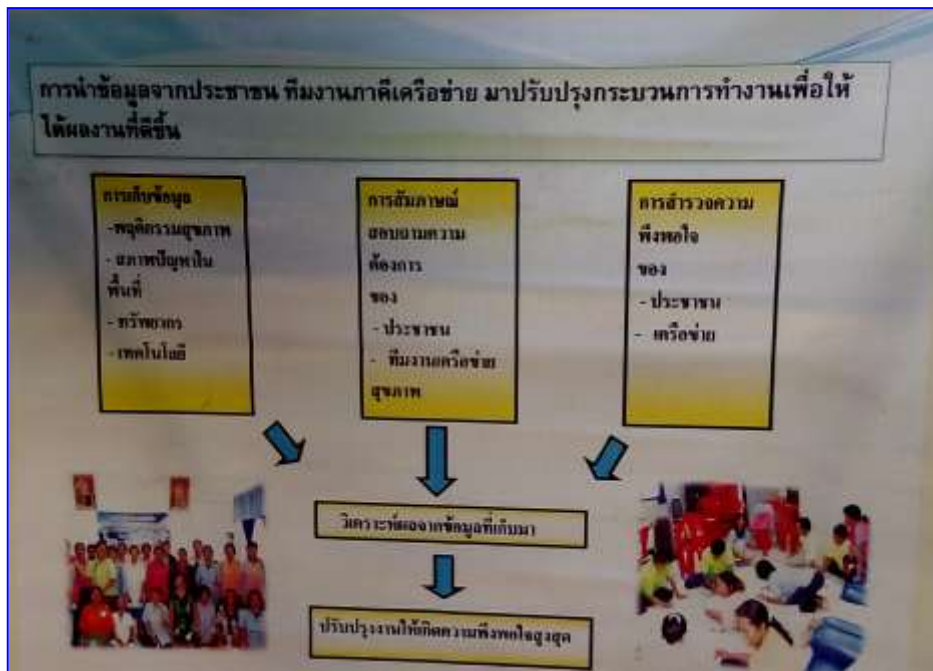 การนำข้อมูลจากประชาชน ทีมงานภาคีเครือข่าย มาปรับปรุงกระบวนการทำงานเพื่อให้
ได้ผลงานที่ดีขึ้น
การเก็บข้อมูล
-พฤติกรรมสุขภาพ
- สภาพปัญหาใน
พื้นที่
- ทรัพยากร
-เทคโนโลยี
การสัมภาษณ์
สอบถามความ
ต้องการ
ของ
- ประชาชน
- ทีมงานเครือข่าย
สุขภาพ
การสำรวจความ
พึงพอใจ
ของ
- ประชาชน
- เครือข่าย
วิเคราะห์ผลจากข้อมูลที่เก็บมา
ปรับปรุงงานให้เกิดความพึงพอใจสูงสุด